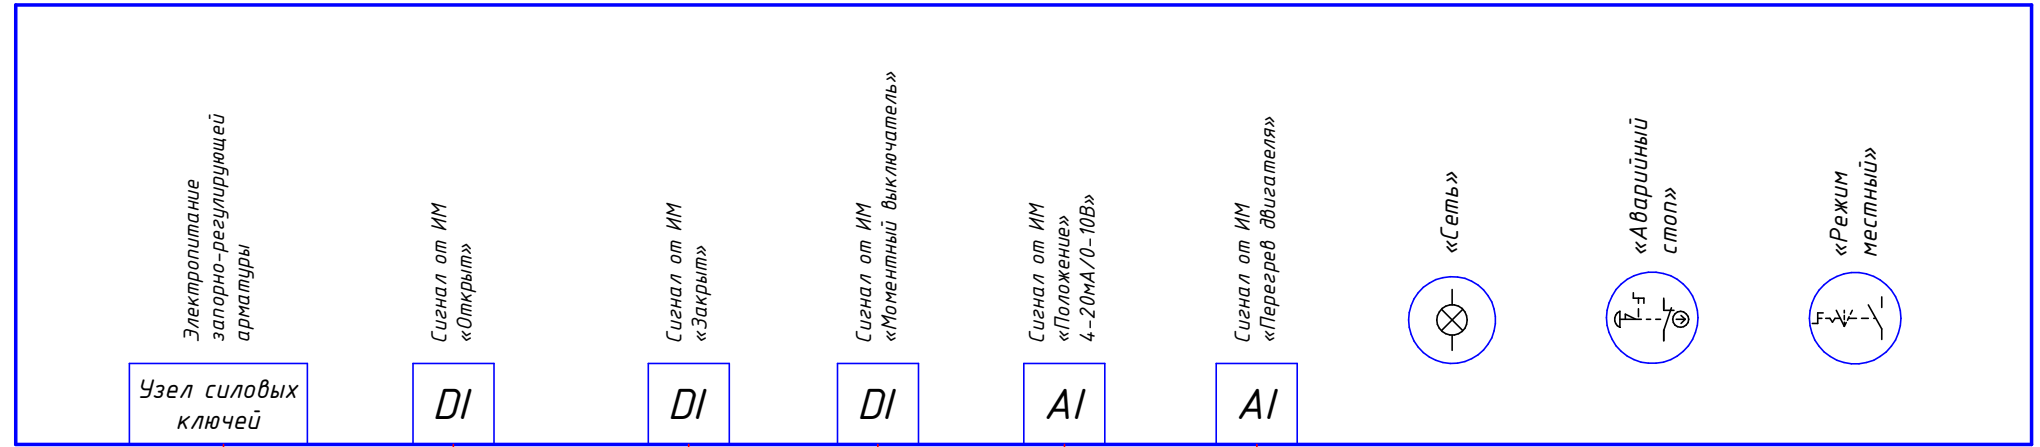 Электропитание
запорно-регулирующей
арматуры
Узел силовых
ключей
Сигнал от ИМ
«Открыт»
DI
Сигнал от ИМ
«Закрыт»
DI
Сигнал от ИМ
«Моментный выключатель»
DI
Сигнал от ИМ
«Положение»
4-20мА/0-10В»
AI
Сигнал от ИМ
«Перегрев двигателя»
AI
«Сеть»
«Аварийный
стоп»
«Режим
местный»